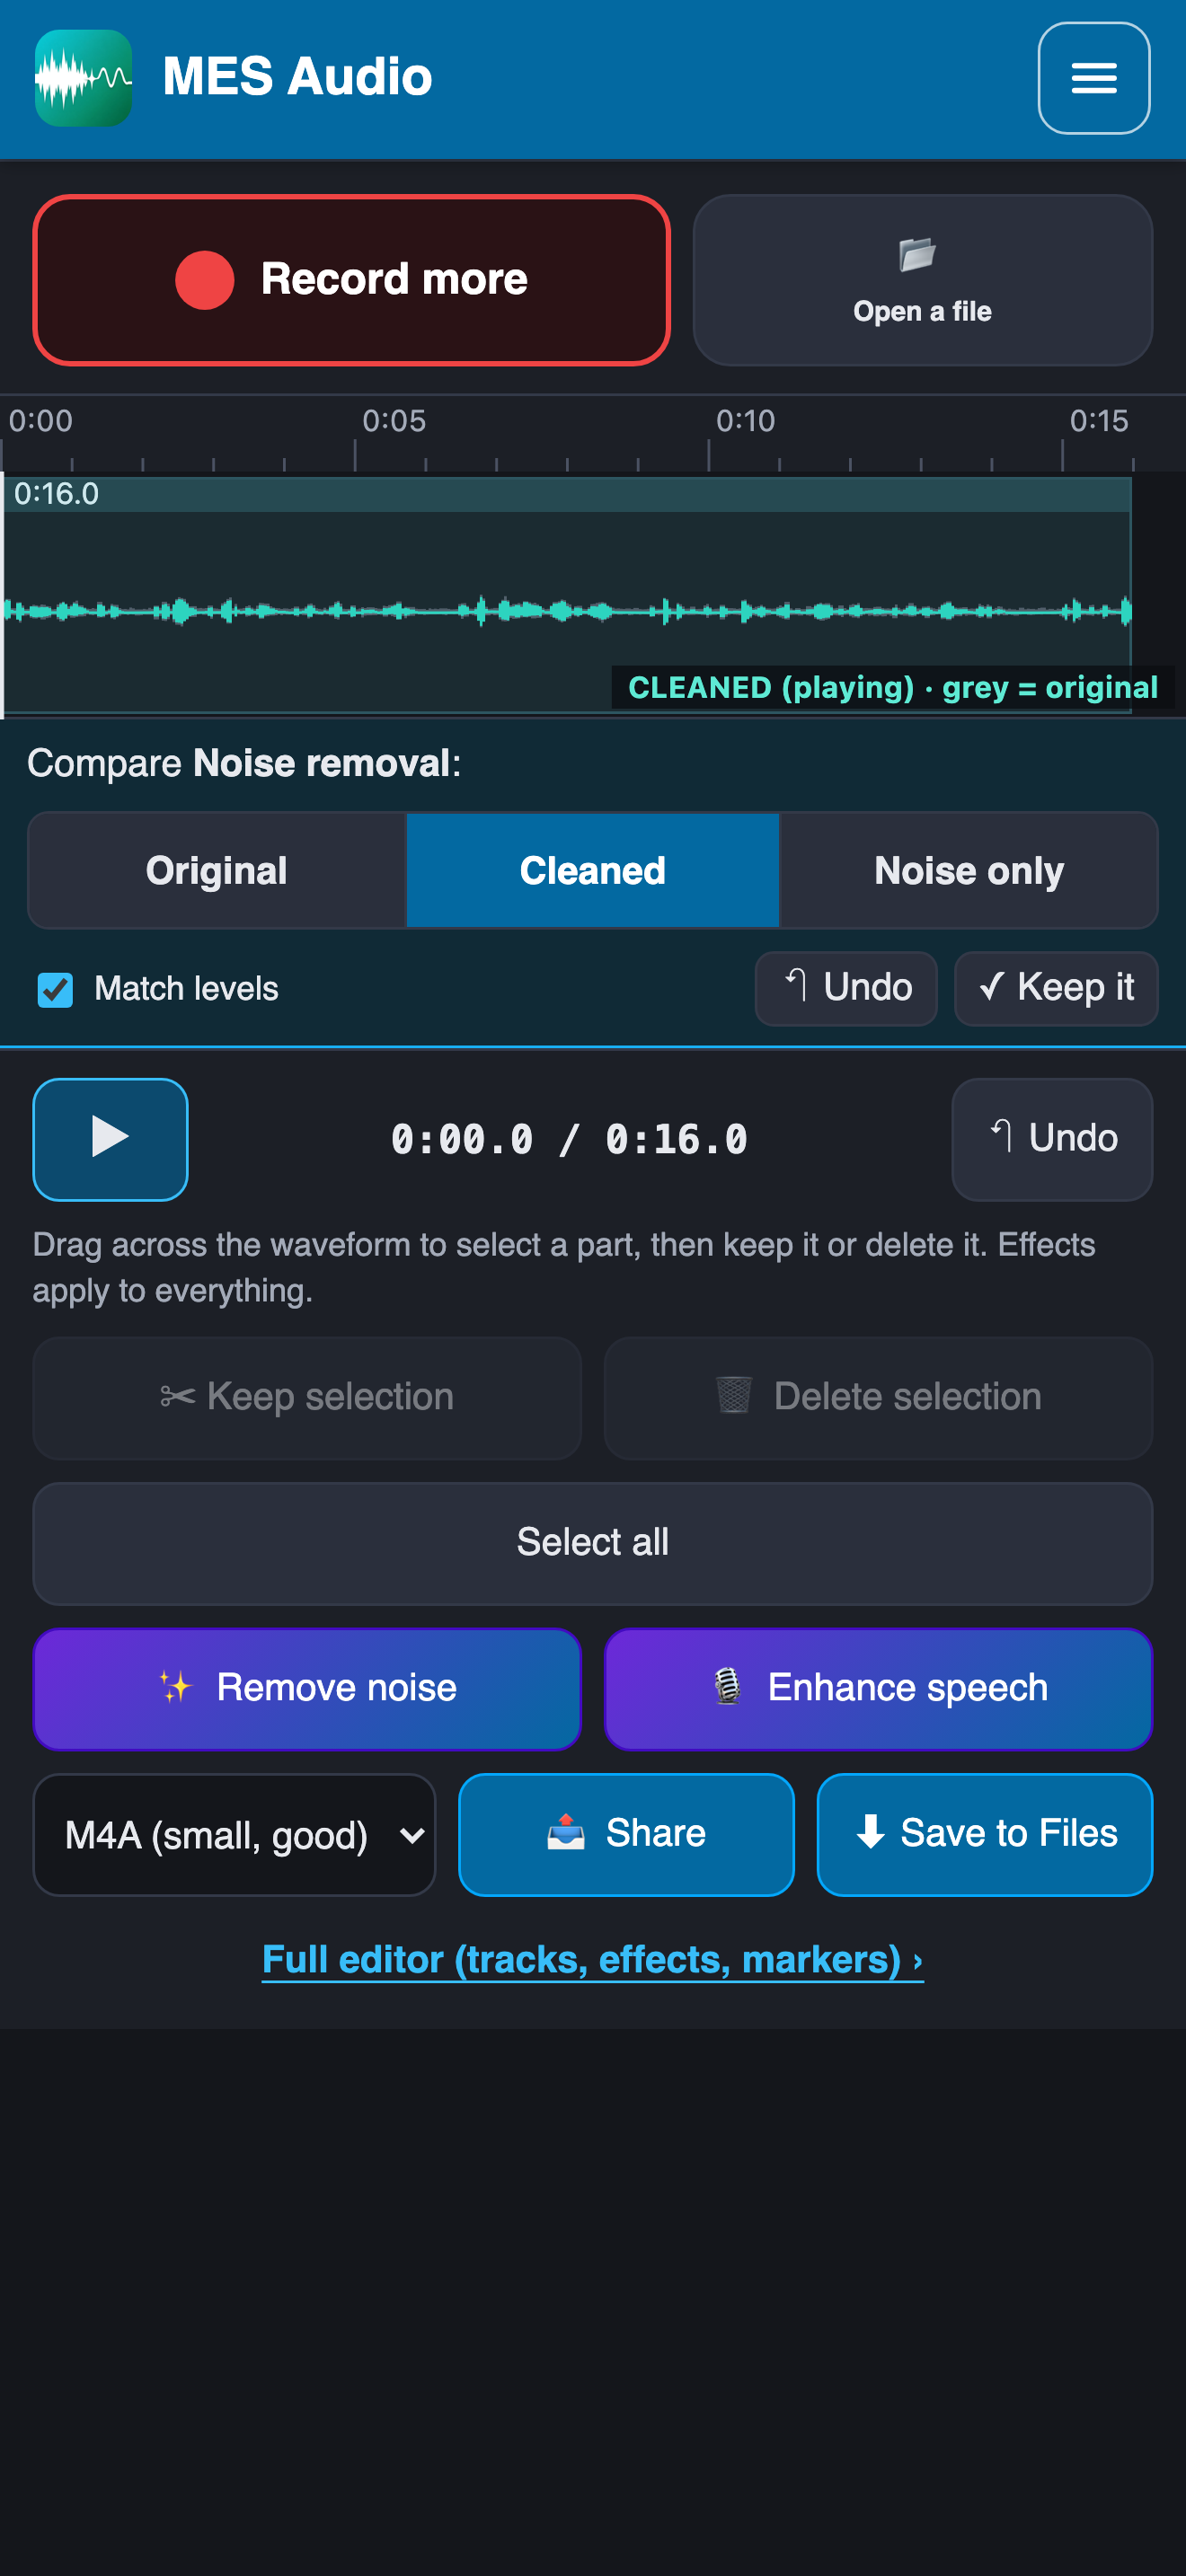 MES Audio
Record more
Open a file
0:00 0:05 0:10 0:15
0:16.0
CLEANED (playing) · grey = original
Compare Noise removal:
Original Cleaned Noise only
Match levels
Undo
✓ Keep it
0:00.0 / 0:16.0
Undo
Drag across the waveform to select a part, then keep it or delete it. Effects
apply to everything.
Keep selection
Delete selection
Select all
Remove noise
Enhance speech
M4A (small, good)
Share
Save to Files
Full editor (tracks, effects, markers) ›